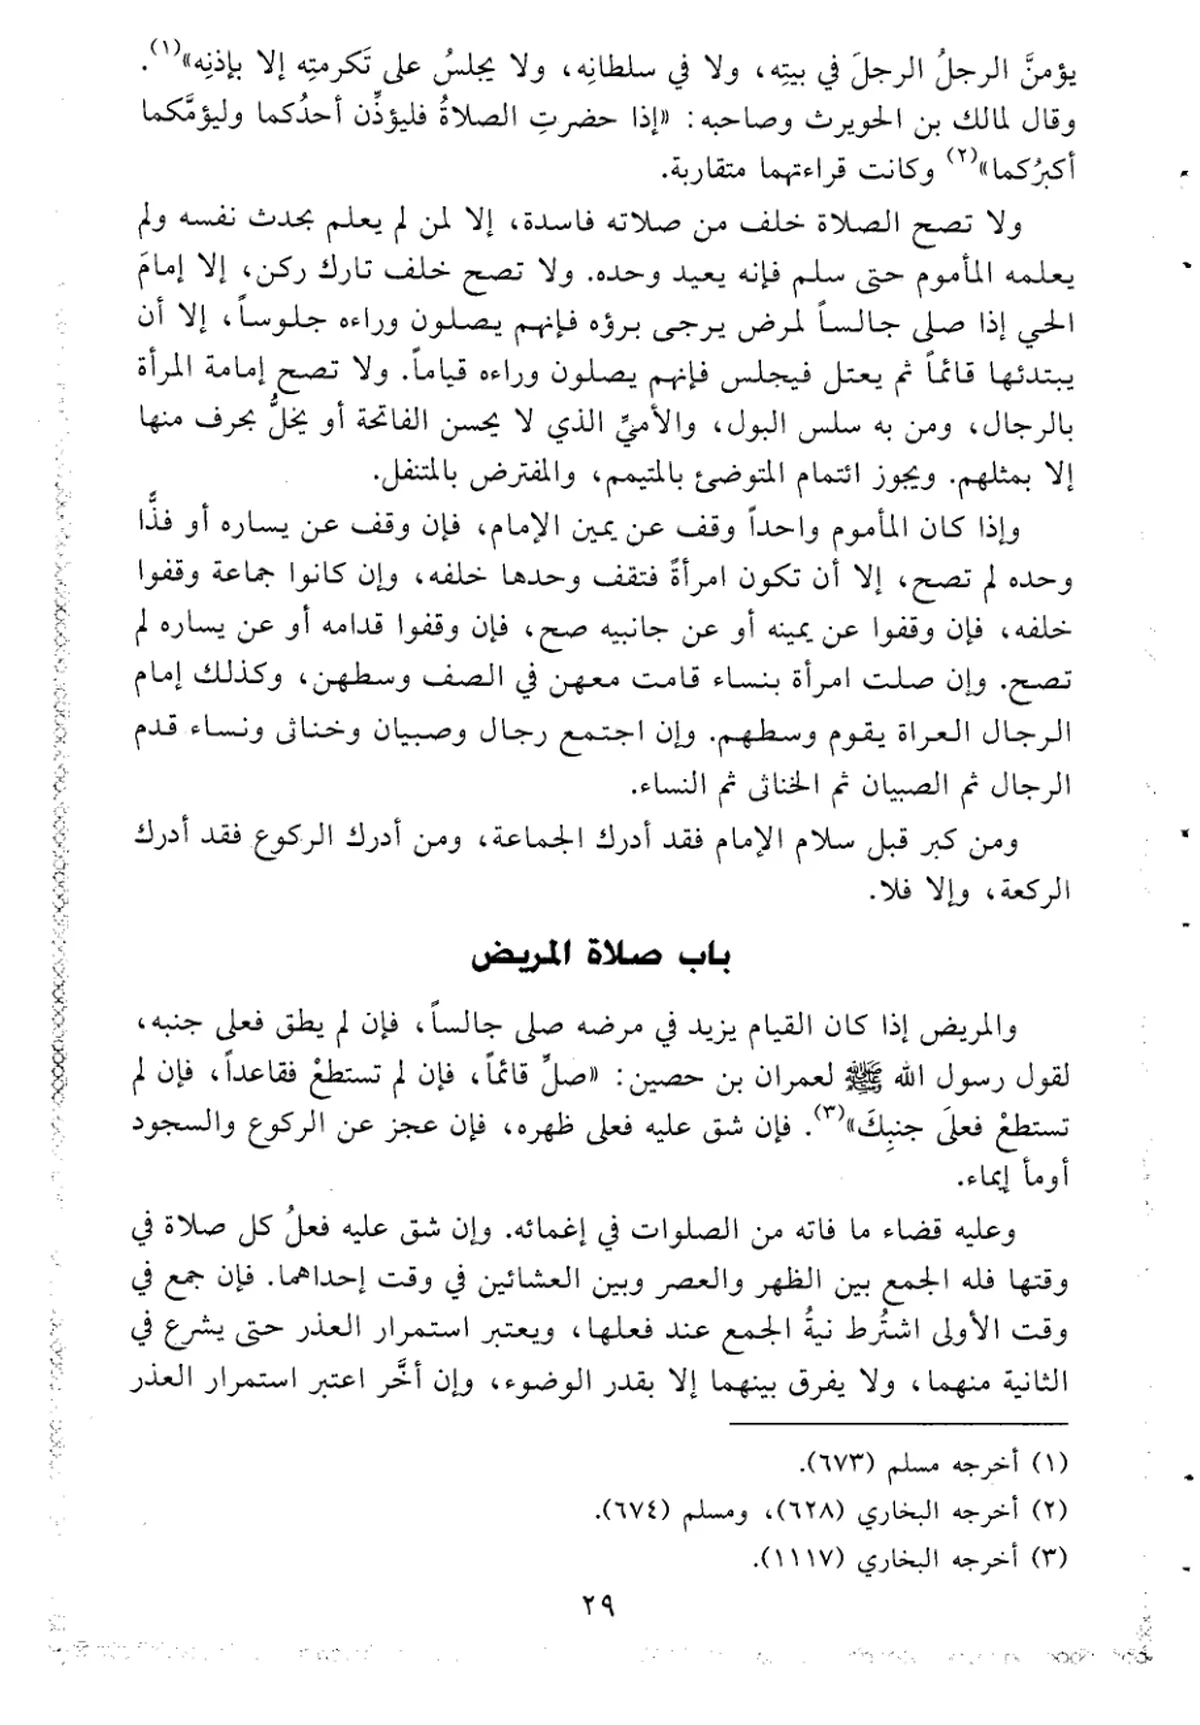 يؤمنَّ الرجلُ الرجلَ في بيتِه، ولا في سلطانِه، ولا يجلسُ على تَكرمتِه إلا بإذنِه»(١).
وقال لمالك بن الحويرث وصاحبه: «إذا حضرتِ الصلاةُ فليؤذِّن أحدُكما وليؤمَّكما
أكبرُكما»(٢) وكانت قراءتهما متقاربة.
ولا تصح الصلاة خلف من صلاته فاسدة، إلا لمن لم يعلم بحدث نفسه ولم
يعلمه المأموم حتى سلم فإنه يعيد وحده. ولا تصح خلف تارك ركن، إلا إمامَ
الحي إذا صلى جالساً لمرض يرجى برؤه فإنهم يصلون وراءه جلوساً، إلا أن
يبتدئها قائماً ثم يعتل فيجلس فإنهم يصلون وراءه قياماً. ولا تصح إمامة المرأة
بالرجال، ومن به سلس البول، والأميِّ الذي لا يحسن الفاتحة أو يخلُّ بحرف منها
إلا بمثلهم. ويجوز ائتمام المتوضئ بالمتيمم، والمفترض بالمتنفل.
وإذا كان المأموم واحداً وقف عن يمين الإمام، فإن وقف عن يساره أو فذًّا
وحده لم تصح، إلا أن تكون امرأةً فتقف وحدها خلفه، وإن كانوا جماعة وقفوا
خلفه، فإن وقفوا عن يمينه أو عن جانبيه صح، فإن وقفوا قدامه أو عن يساره لم
تصح. وإن صلت امرأة بنساء قامت معهن في الصف وسطهن، وكذلك إمام
الرجال العراة يقوم وسطهم. وإن اجتمع رجال وصبيان وخناثى ونساء قدم
الرجال ثم الصبيان ثم الخناثى ثم النساء.
ومن كبر قبل سلام الإمام فقد أدرك الجماعة، ومن أدرك الركوع فقد أدرك
الركعة، وإلا فلا.
باب صلاة المريض
والمريض إذا كان القيام يزيد في مرضه صلى جالساً، فإن لم يطق فعلى جنبه،
لقول رسول الله ﷺ لعمران بن حصين: «صلِّ قائماً، فإن لم تستطعْ فقاعداً، فإن لم
تستطعْ فعلَى جنبِكَ»(٣). فإن شق عليه فعلى ظهره، فإن عجز عن الركوع والسجود
أومأ إيماء.
وعليه قضاء ما فاته من الصلوات في إغمائه. وإن شق عليه فعلُ كل صلاة في
وقتها فله الجمع بين الظهر والعصر وبين العشائين في وقت إحداهما. فإن جمع في
وقت الأولى اشتُرط نيةُ الجمع عند فعلها، ويعتبر استمرار العذر حتى يشرع في
الثانية منهما، ولا يفرق بينهما إلا بقدر الوضوء، وإن أخَّر اعتبر استمرار العذر
(١) أخرجه مسلم (٦٧٣).
(٢) أخرجه البخاري (٦٢٨)، ومسلم (٦٧٤).
(٣) أخرجه البخاري (١١١٧).
٢٩